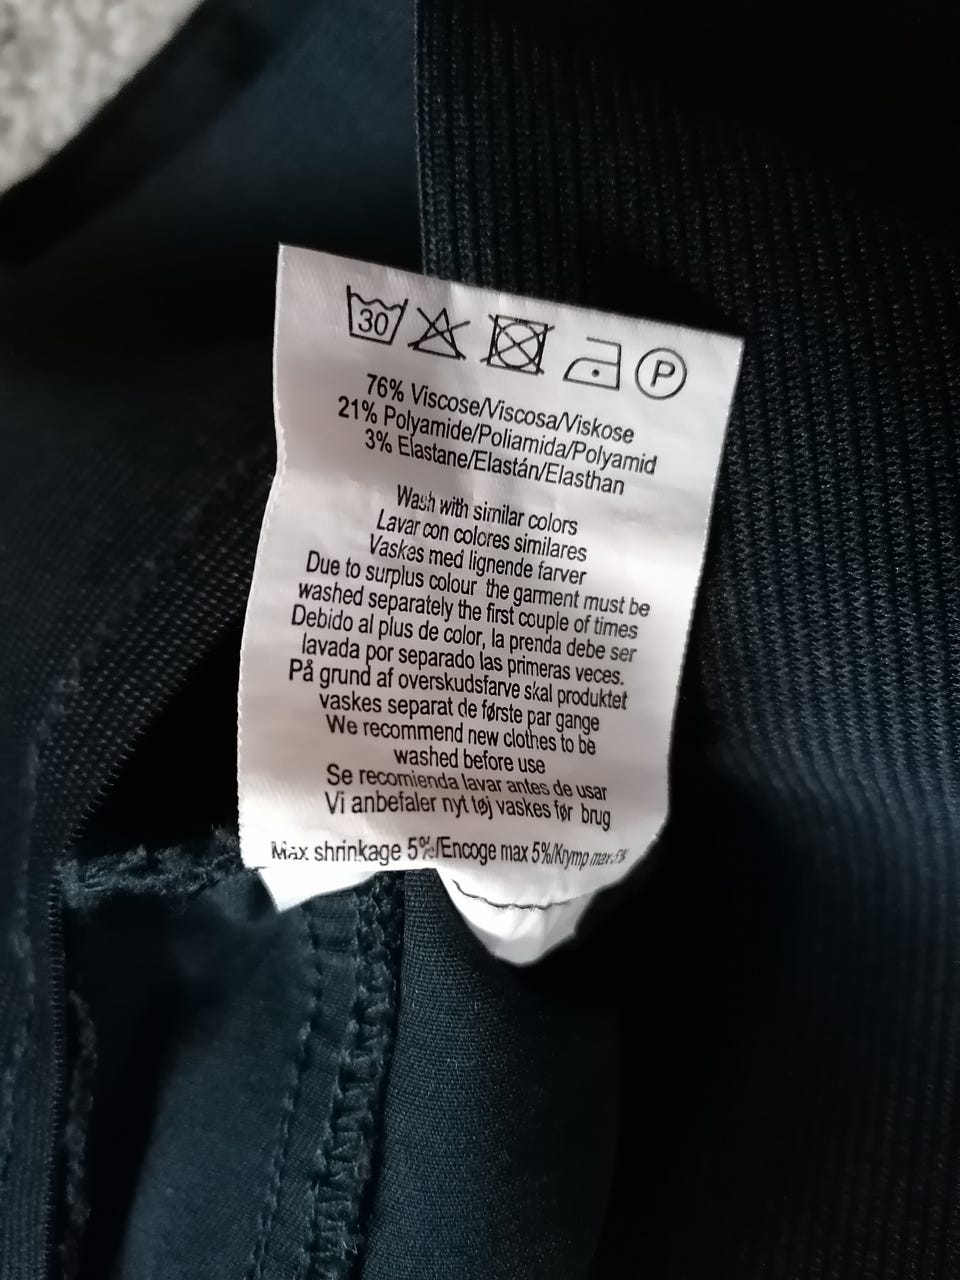 30 P
76% Viscose/Viscosa/Viskose
21% Polyamide/Poliamida/Polyamid
3% Elastane/Elastán/Elasthan
Wash with similar colors
Lavar con colores similares
Vaskes med lignende farver
Due to surplus colour the garment must be
washed separately the first couple of times
Debido al plus de color, la prenda debe ser
lavada por separado las primeras veces.
På grund af overskudsfarve skal produktet
vaskes separat de første par gange
We recommend new clothes to be
washed before use
Se recomienda lavar antes de usar
Vi anbefaler nyt tøj vaskes før brug
Max shrinkage 5%/Encoge max 5%/Krymp max 5%